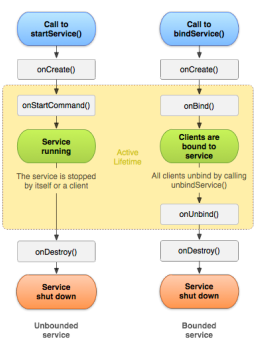 Call to
startService()
onCreate()
onStartCommand()
Service
running
The service is stopped
by itself or a client
onDestroy()
Service
shut down
Unbounded
service
Active
Lifetime
Call to
bindService()
onCreate()
onBind()
Clients are
bound to
service
All clients unbind by calling
unbindService()
onUnbind()
onDestroy()
Service
shut down
Bounded
service